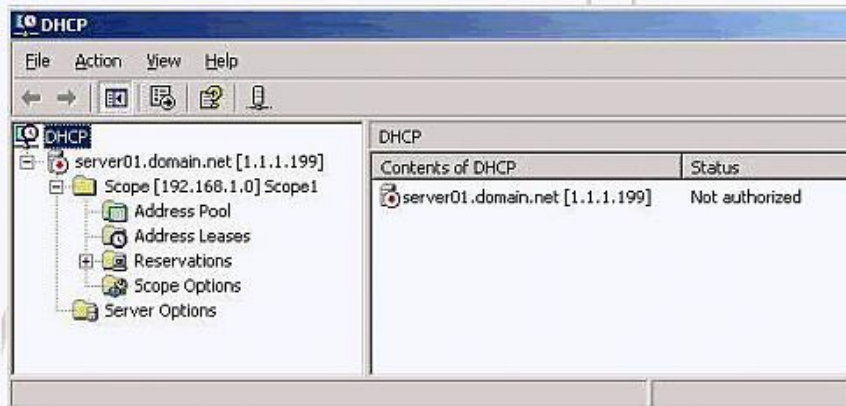 DHCP
File Action View Help
DHCP
server01.domain.net [1.1.1.199]
Scope [192.168.1.0] Scope1
Address Pool
Address Leases
Reservations
Scope Options
Server Options
DHCP
Contents of DHCP Status
server01.domain.net [1.1.1.199] Not authorized